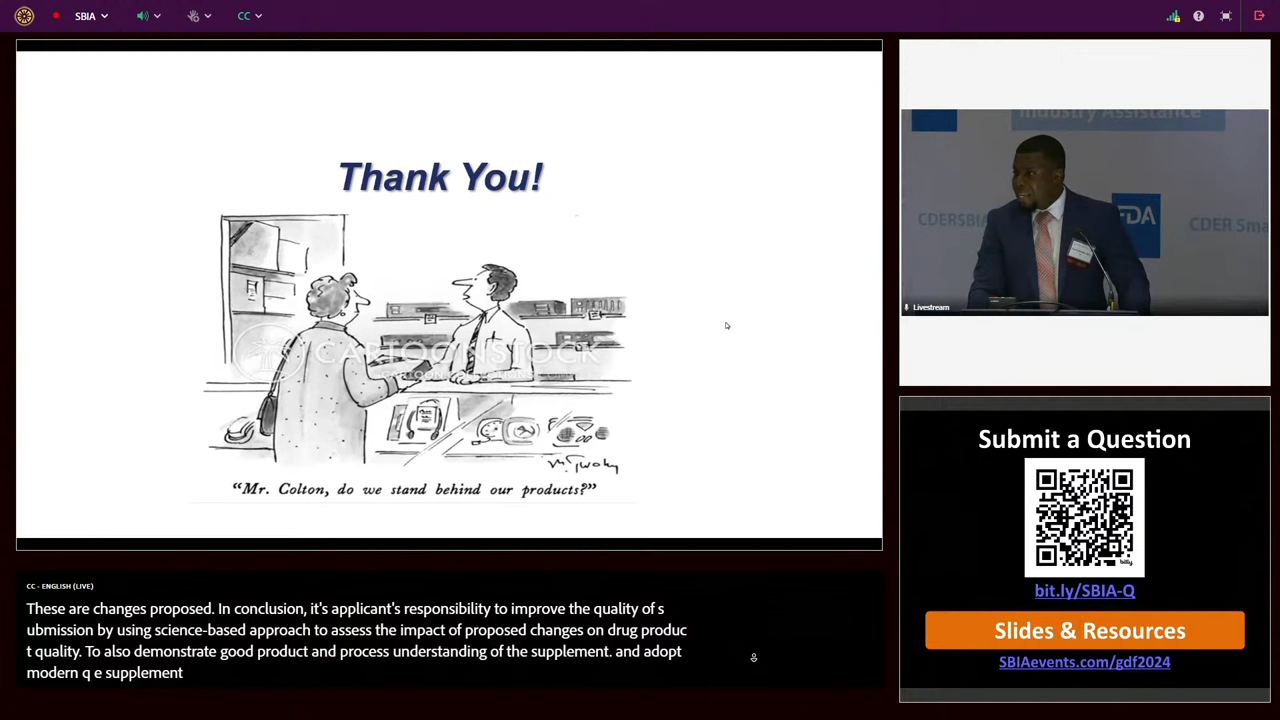 SBIA
CC
Thank You!
CARTOONSTOCK
"Mr. Colton, do we stand behind our products?"
Industry Assistance
CDERSBIA
FDA
CDER Sma
Livestream
Submit a Question
bitly
bit.ly/SBIA-Q
Slides & Resources
SBIAevents.com/gdf2024
CC - ENGLISH (LIVE)
These are changes proposed. In conclusion, it's applicant's responsibility to improve the quality of s
ubmission by using science-based approach to assess the impact of proposed changes on drug produc
t quality. To also demonstrate good product and process understanding of the supplement. and adopt
modern q e supplement